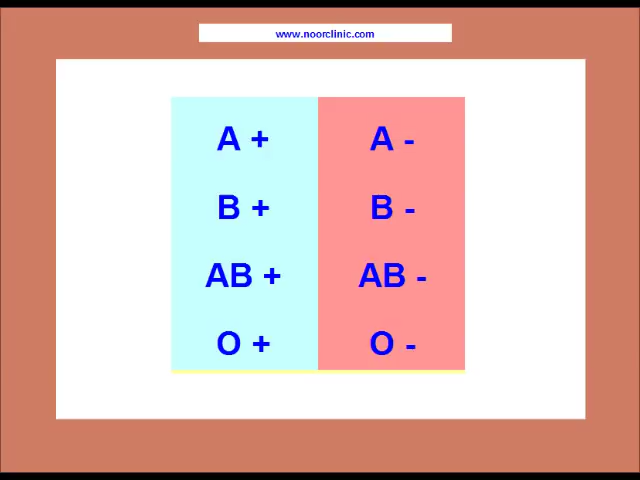 www.noorclinic.com
A + A -
B + B -
AB + AB -
O + O -